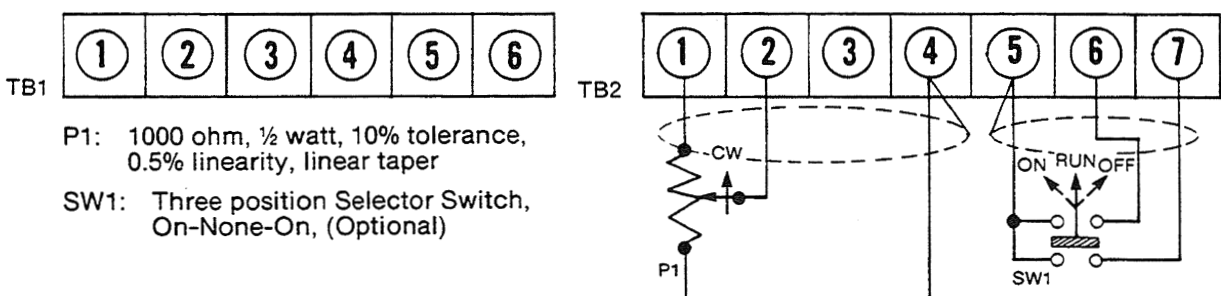 TB1 1 2 3 4 5 6
TB2 1 2 3 4 5 6 7
P1: 1000 ohm, ½ watt, 10% tolerance,
0.5% linearity, linear taper
SW1: Three position Selector Switch,
On-None-On, (Optional)
CW
P1
ON RUN OFF
SW1